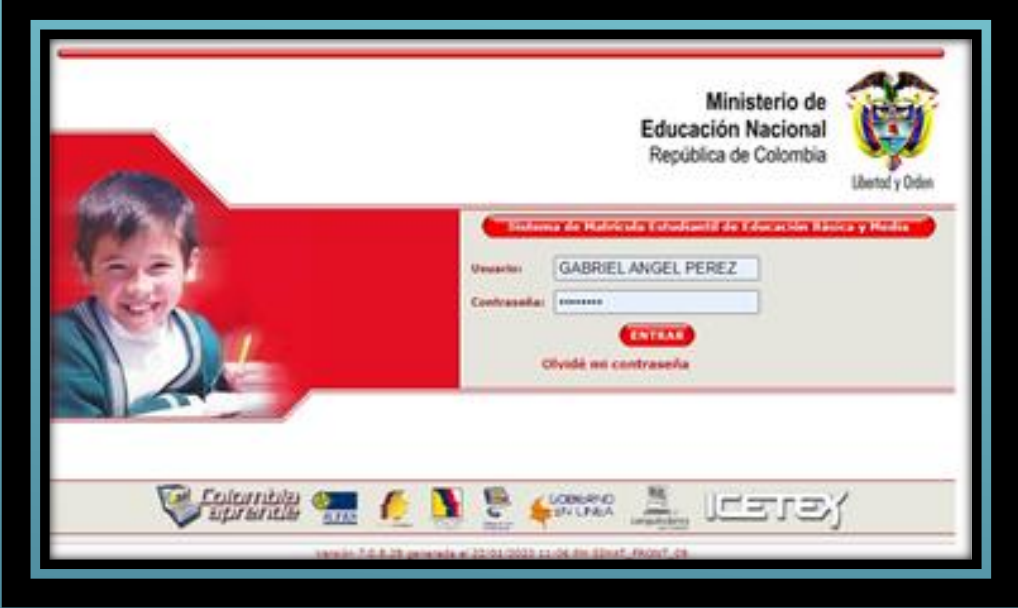 Ministerio de
Educación Nacional
República de Colombia
Libertad y Orden
Sistema de Matrícula Estudiantil de Educación Básica y Media
Usuario:
GABRIEL ANGEL PEREZ
Contraseña:
••••••••
ENTRAR
Olvidé mi contraseña
Colombia
aprende
GOBIERNO
EN LINEA
ICETEX